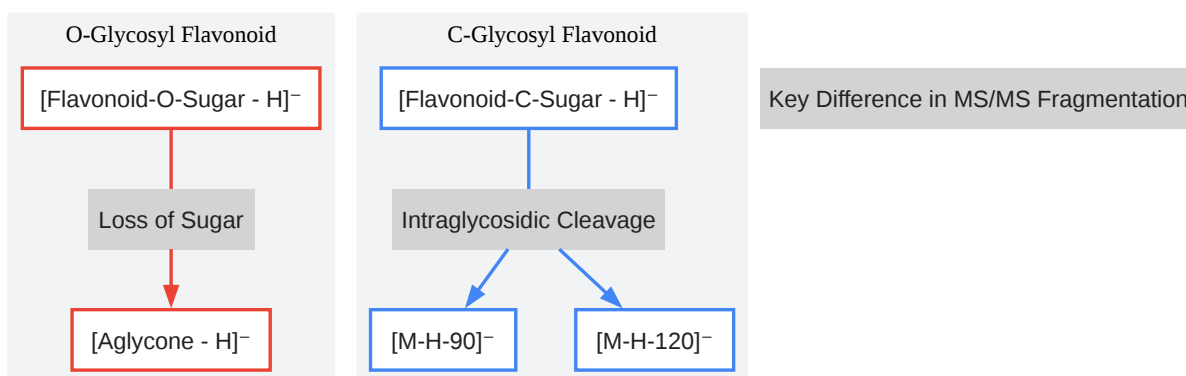 O-Glycosyl Flavonoid
[Flavonoid-O-Sugar - H]⁻
Loss of Sugar
[Aglycone - H]⁻
C-Glycosyl Flavonoid
[Flavonoid-C-Sugar - H]⁻
Intraglycosidic Cleavage
[M-H-90]⁻
[M-H-120]⁻
Key Difference in MS/MS Fragmentation